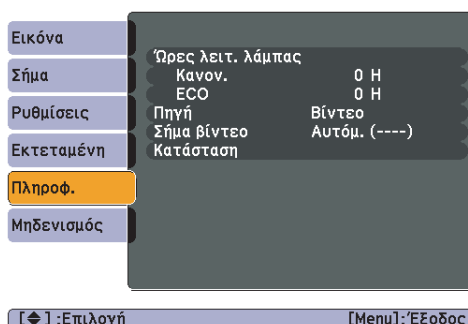 Εικόνα
Σήμα
Ρυθμίσεις
Εκτεταμένη
Πληροφ.
Μηδενισμός
Ώρες λειτ. λάμπας
Κανον. 0 H
ECO 0 H
Πηγή Βίντεο
Σήμα βίντεο Αυτόμ. (----)
Κατάσταση
[◆] :Επιλογή [Menu]:Έξοδος